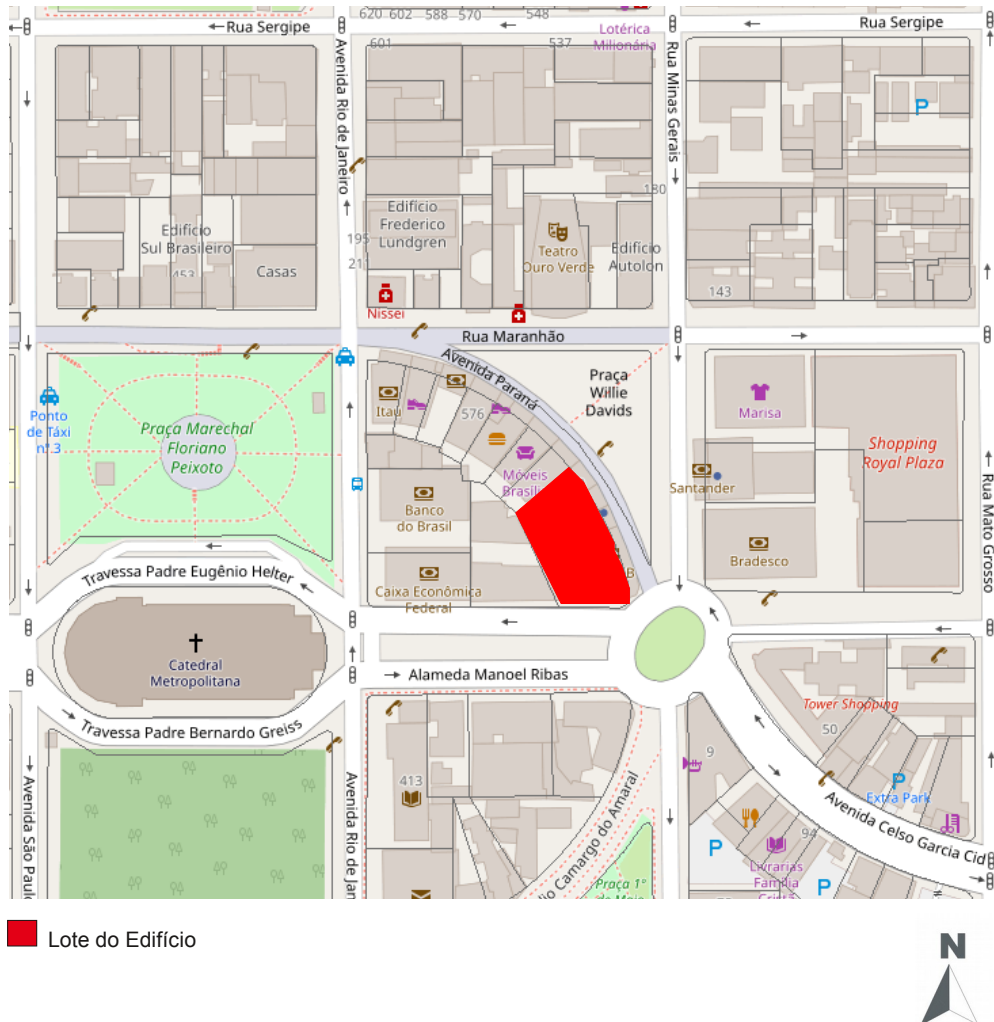 620 602 588 570 548
Rua Sergipe
Rua Sergipe
Lotérica
Milionária
601
537
Avenida Rio de Janeiro
Rua Minas Gerais
P
180
Edifício
Sul Brasileiro
453
Casas
Edifício
Frederico
Lundgren
195
Teatro
Ouro Verde
Edifício
Autolon
143
Nissei
Rua Maranhão
Avenida Paraná
Praça
Willie
Davids
Ponto
de Táxi
nº.3
Praça Marechal
Floriano
Peixoto
Itaú
576
Móveis
Marisa
Shopping
Royal Plaza
Santander
Banco
do Brasil
Bradesco
Rua Mato Grosso
Travessa Padre Eugênio Helter
Caixa Econômica
Federal
B
Catedral
Metropolitana
Alameda Manoel Ribas
Travessa Padre Bernardo Greiss
Tower Shopping
50
9
413
Avenida São Paulo
Avenida Rio de Jan
lio Camargo do Amaral
P
Extra Park
Avenida Celso Garcia Cid
94
P
Livrarias
Família
P
Praça 1º
Lote do Edifício
N